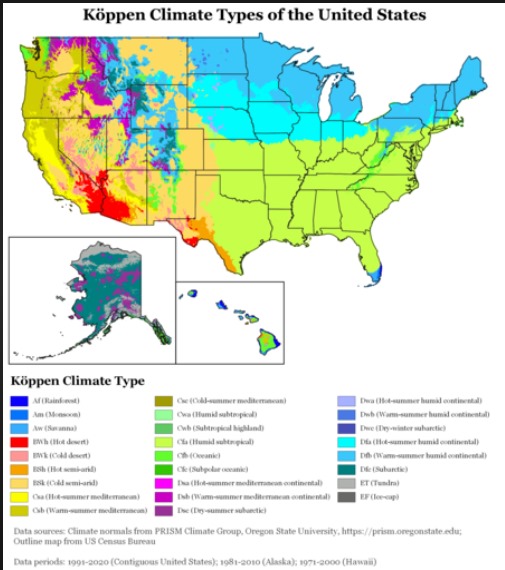 Köppen Climate Types of the United States
Köppen Climate Type
Af (Rainforest)
Am (Monsoon)
Aw (Savanna)
BWh (Hot desert)
BWk (Cold desert)
BSh (Hot semi-arid)
BSk (Cold semi-arid)
Csa (Hot-summer mediterranean)
Csb (Warm-summer mediterranean)
Csc (Cold-summer mediterranean)
Cwa (Humid subtropical)
Cwb (Subtropical highland)
Cfa (Humid subtropical)
Cfb (Oceanic)
Cfc (Subpolar oceanic)
Dsa (Hot-summer mediterranean continental)
Dsb (Warm-summer mediterranean continental)
Dsc (Dry-summer subarctic)
Dwa (Hot-summer humid continental)
Dwb (Warm-summer humid continental)
Dwc (Dry-winter subarctic)
Dfa (Hot-summer humid continental)
Dfb (Warm-summer humid continental)
Dfc (Subarctic)
ET (Tundra)
EF (Ice-cap)
Data sources: Climate normals from PRISM Climate Group, Oregon State University, https://prism.oregonstate.edu;
Outline map from US Census Bureau
Data periods: 1991-2020 (Contiguous United States); 1981-2010 (Alaska); 1971-2000 (Hawaii)